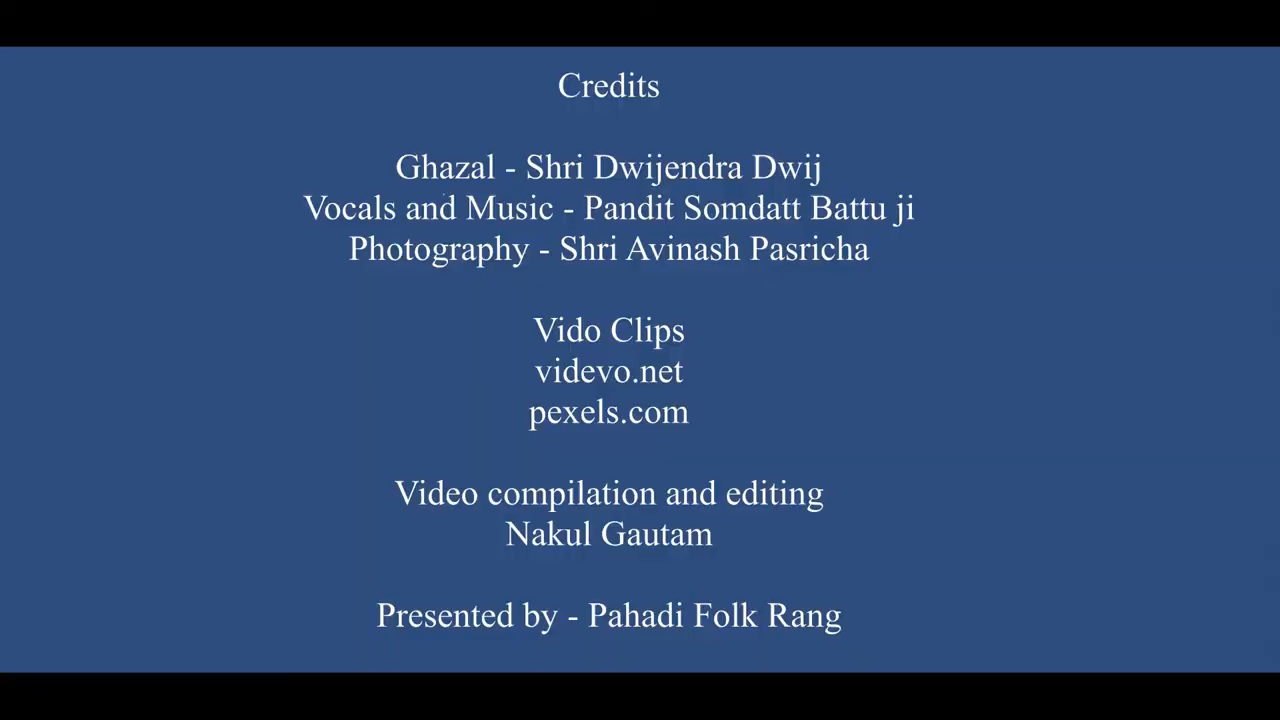 Credits
Ghazal - Shri Dwijendra Dwij
Vocals and Music - Pandit Somdatt Battu ji
Photography - Shri Avinash Pasricha
Vido Clips
videvo.net
pexels.com
Video compilation and editing
Nakul Gautam
Presented by - Pahadi Folk Rang